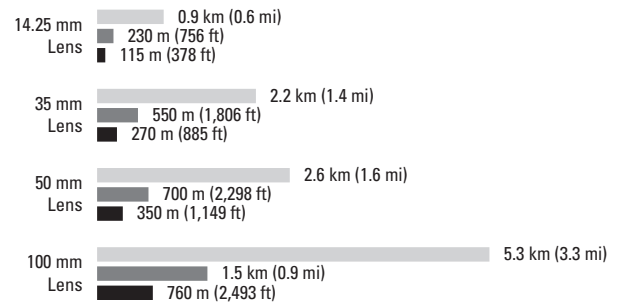 14.25 mm
Lens
0.9 km (0.6 mi)
230 m (756 ft)
115 m (378 ft)
35 mm
Lens
2.2 km (1.4 mi)
550 m (1,806 ft)
270 m (885 ft)
50 mm
Lens
2.6 km (1.6 mi)
700 m (2,298 ft)
350 m (1,149 ft)
100 mm
Lens
5.3 km (3.3 mi)
1.5 km (0.9 mi)
760 m (2,493 ft)